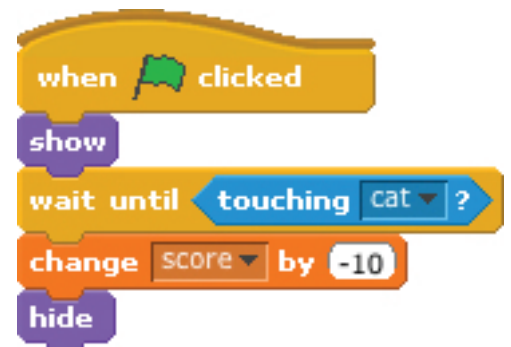 when clicked
show
wait until touching cat ?
change score by -10
hide